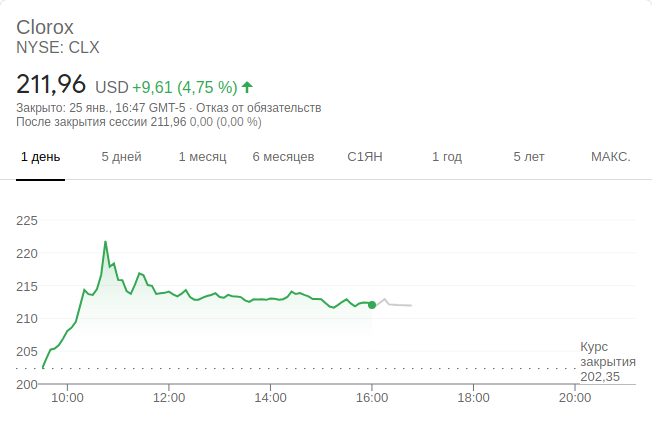 Clorox
NYSE: CLX
211,96 USD +9,61 (4,75 %)
Закрыто: 25 янв., 16:47 GMT-5 · Отказ от обязательств
После закрытия сессии 211,96 0,00 (0,00 %)
1 день 5 дней 1 месяц 6 месяцев С1ЯН 1 год 5 лет МАКС.
225
220
215
210
205
200
Курс
закрытия
202,35
10:00 12:00 14:00 16:00 18:00 20:00